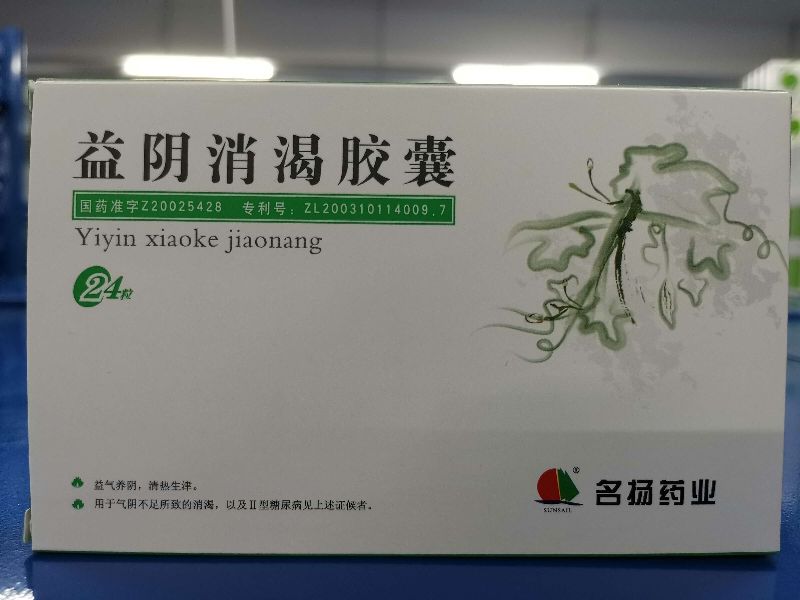 益阴消渴胶囊
国药准字Z20025428 专利号：ZL200310114009.7
Yiyin xiaoke jiaonang
24粒
益气养阴，清热生津。
用于气阴不足所致的消渴，以及Ⅱ型糖尿病见上述证候者。
®
SUNSAIL
名扬药业